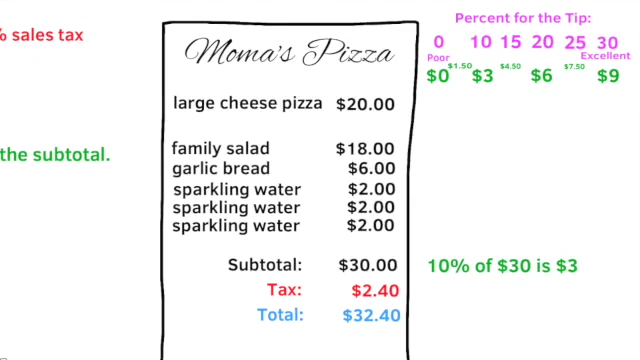 % sales tax
Percent for the Tip:
0 10 15 20 25 30
Poor Excellent
$0 $1.50 $3 $4.50 $6 $7.50 $9
Moma's Pizza
large cheese pizza $20.00
family salad $18.00
the subtotal.
garlic bread $6.00
sparkling water $2.00
sparkling water $2.00
sparkling water $2.00
Subtotal: $30.00
10% of $30 is $3
Tax: $2.40
Total: $32.40